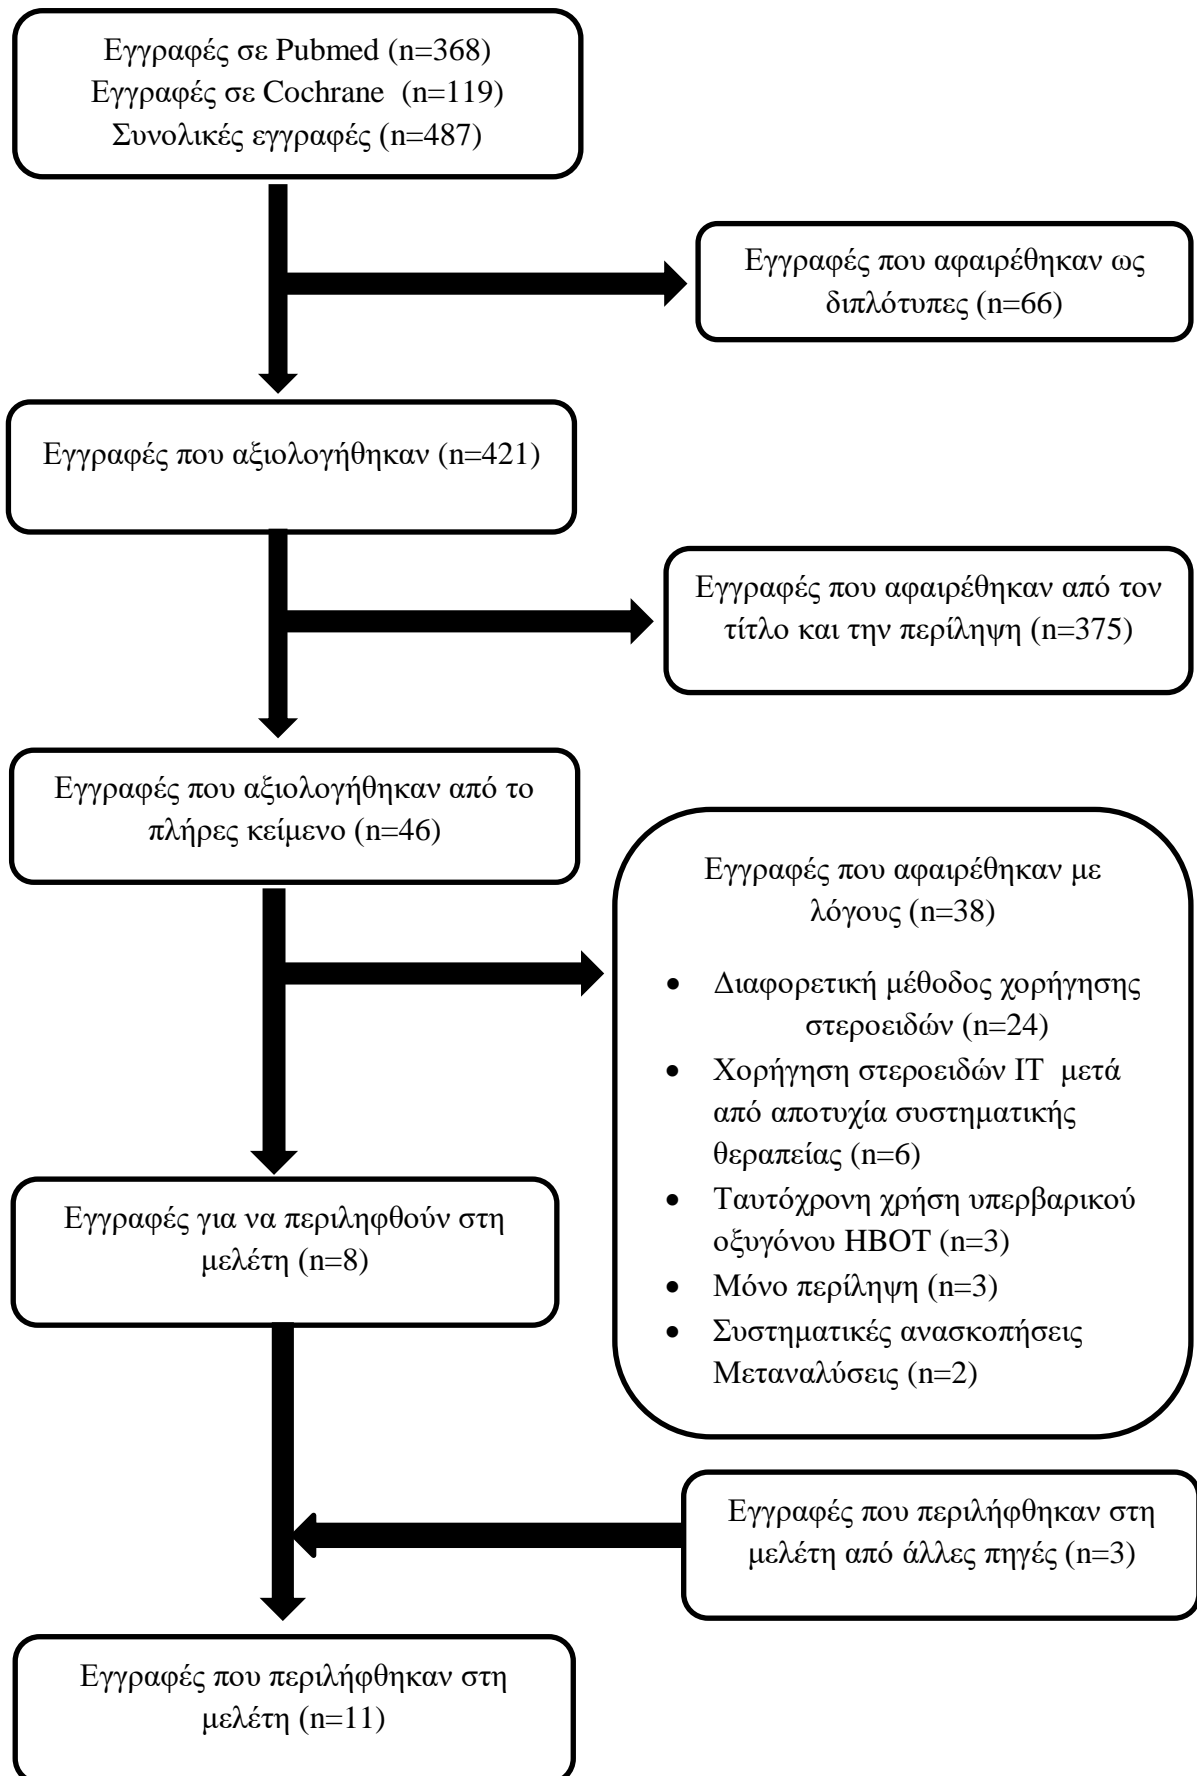 Εγγραφές σε Pubmed (n=368)
Εγγραφές σε Cochrane (n=119)
Συνολικές εγγραφές (n=487)
Εγγραφές που αφαιρέθηκαν ως
διπλότυπες (n=66)
Εγγραφές που αξιολογήθηκαν (n=421)
Εγγραφές που αφαιρέθηκαν από τον
τίτλο και την περίληψη (n=375)
Εγγραφές που αξιολογήθηκαν από το
πλήρες κείμενο (n=46)
Εγγραφές που αφαιρέθηκαν με
λόγους (n=38)
• Διαφορετική μέθοδος χορήγησης
στεροειδών (n=24)
• Χορήγηση στεροειδών IT μετά
από αποτυχία συστηματικής
θεραπείας (n=6)
• Ταυτόχρονη χρήση υπερβαρικού
οξυγόνου HBOT (n=3)
• Μόνο περίληψη (n=3)
• Συστηματικές ανασκοπήσεις
Μεταναλύσεις (n=2)
Εγγραφές για να περιληφθούν στη
μελέτη (n=8)
Εγγραφές που περιλήφθηκαν στη
μελέτη από άλλες πηγές (n=3)
Εγγραφές που περιλήφθηκαν στη
μελέτη (n=11)